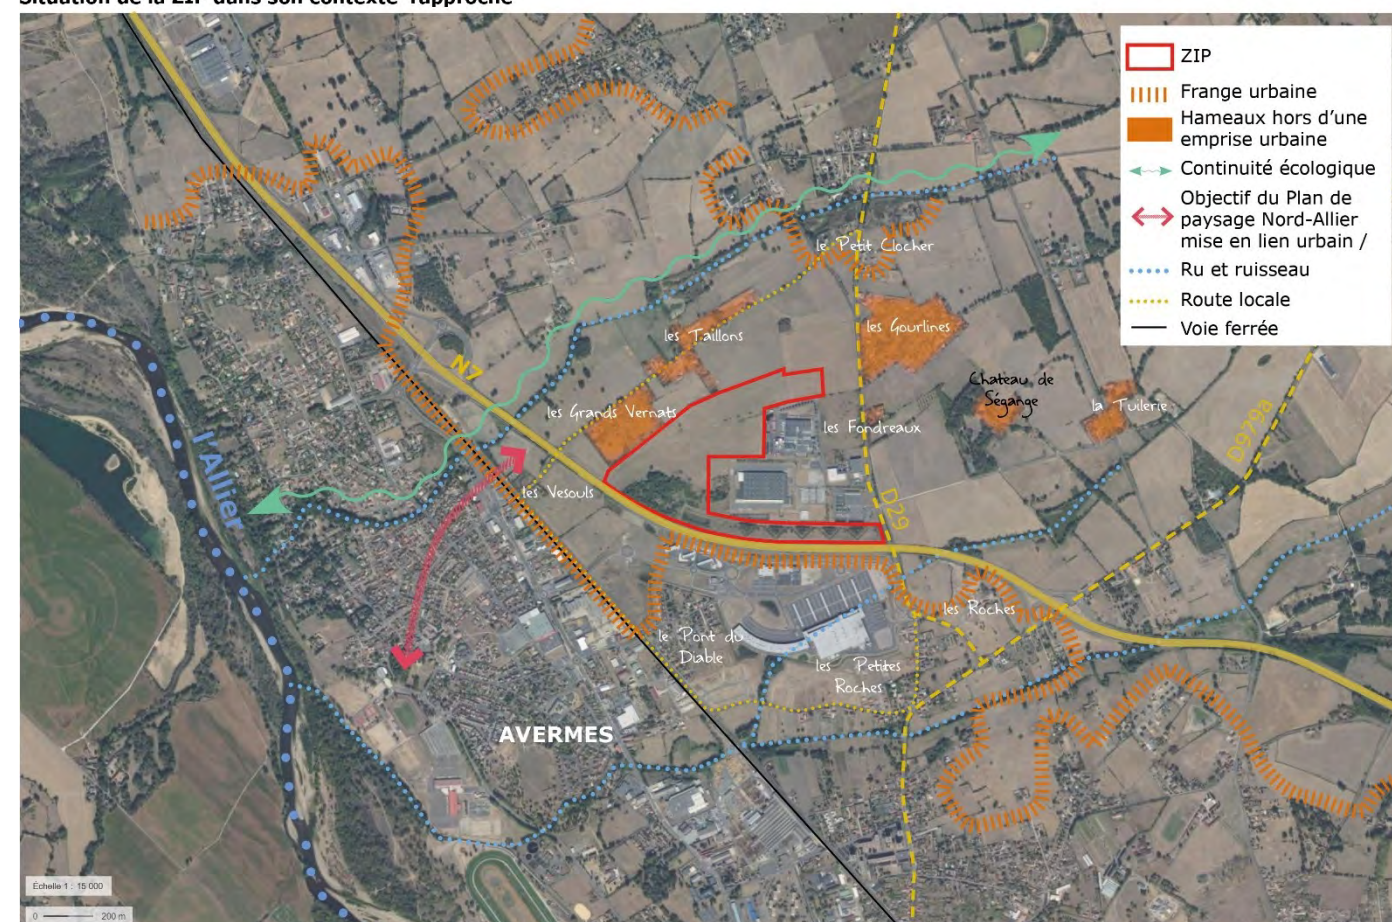 Situation de la ZIP dans son contexte rapproché
ZIP
Frange urbaine
Hameaux hors d'une
emprise urbaine
Continuité écologique
Objectif du Plan de
paysage Nord-Allier
mise en lien urbain /
Ru et ruisseau
Route locale
Voie ferrée
le Petit Clocher
les Taillons
les Gourlines
N7
Chateau de
Ségange
la Tuilerie
les Grands Vernats
les Fondreaux
D979a
l'Allier
les Vesouls
D29
les Roches
le Pont du
Diable
les Petites
Roches
AVERMES
Échelle 1 : 15 000
0
200 m